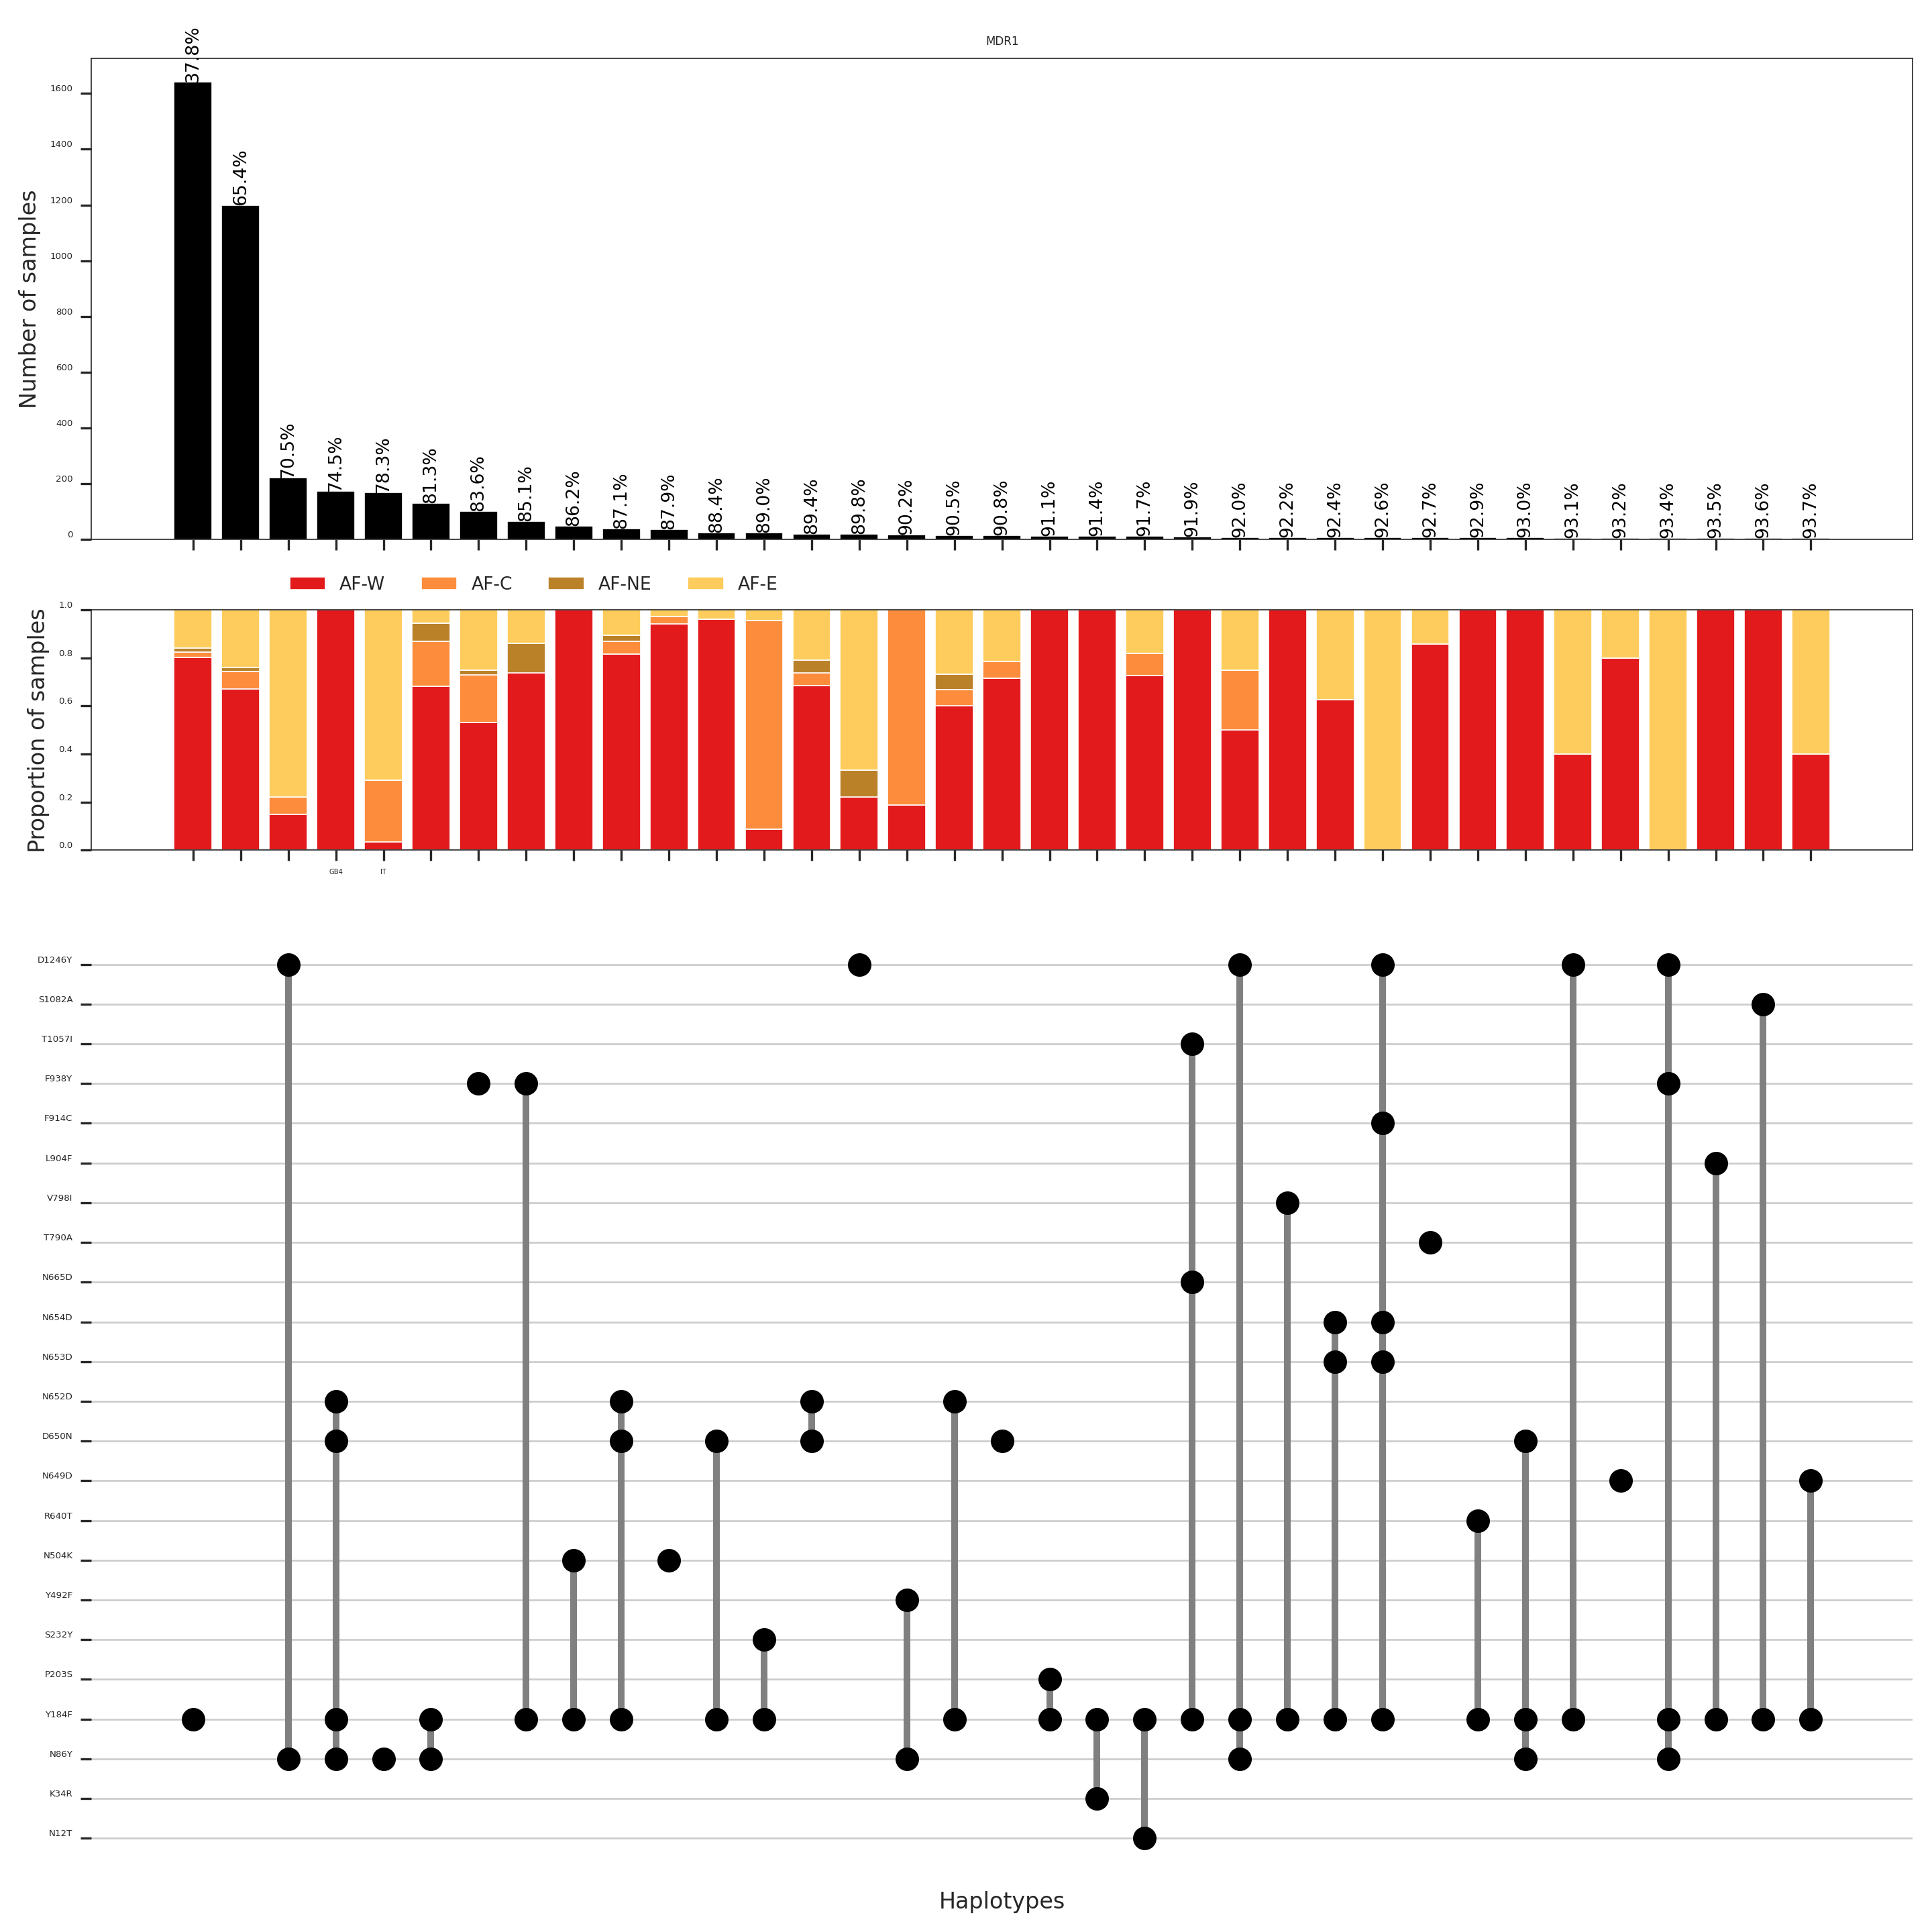 MDR1
Number of samples
1600
1400
1200
1000
800
600
400
200
0
37.8%
65.4%
70.5%
74.5%
78.3%
81.3%
83.6%
85.1%
86.2%
87.1%
87.9%
88.4%
89.0%
89.4%
89.8%
90.2%
90.5%
90.8%
91.1%
91.4%
91.7%
91.9%
92.0%
92.2%
92.4%
92.6%
92.7%
92.9%
93.0%
93.1%
93.2%
93.4%
93.5%
93.6%
93.7%
AF-W AF-C AF-NE AF-E
Proportion of samples
1.0
0.8
0.6
0.4
0.2
0.0
GB4 IT
D1246Y
S1082A
T1057I
F938Y
F914C
L904F
V798I
T790A
N665D
N654D
N653D
N652D
D650N
N649D
R640T
N504K
Y492F
S232Y
P203S
Y184F
N86Y
K34R
N12T
Haplotypes